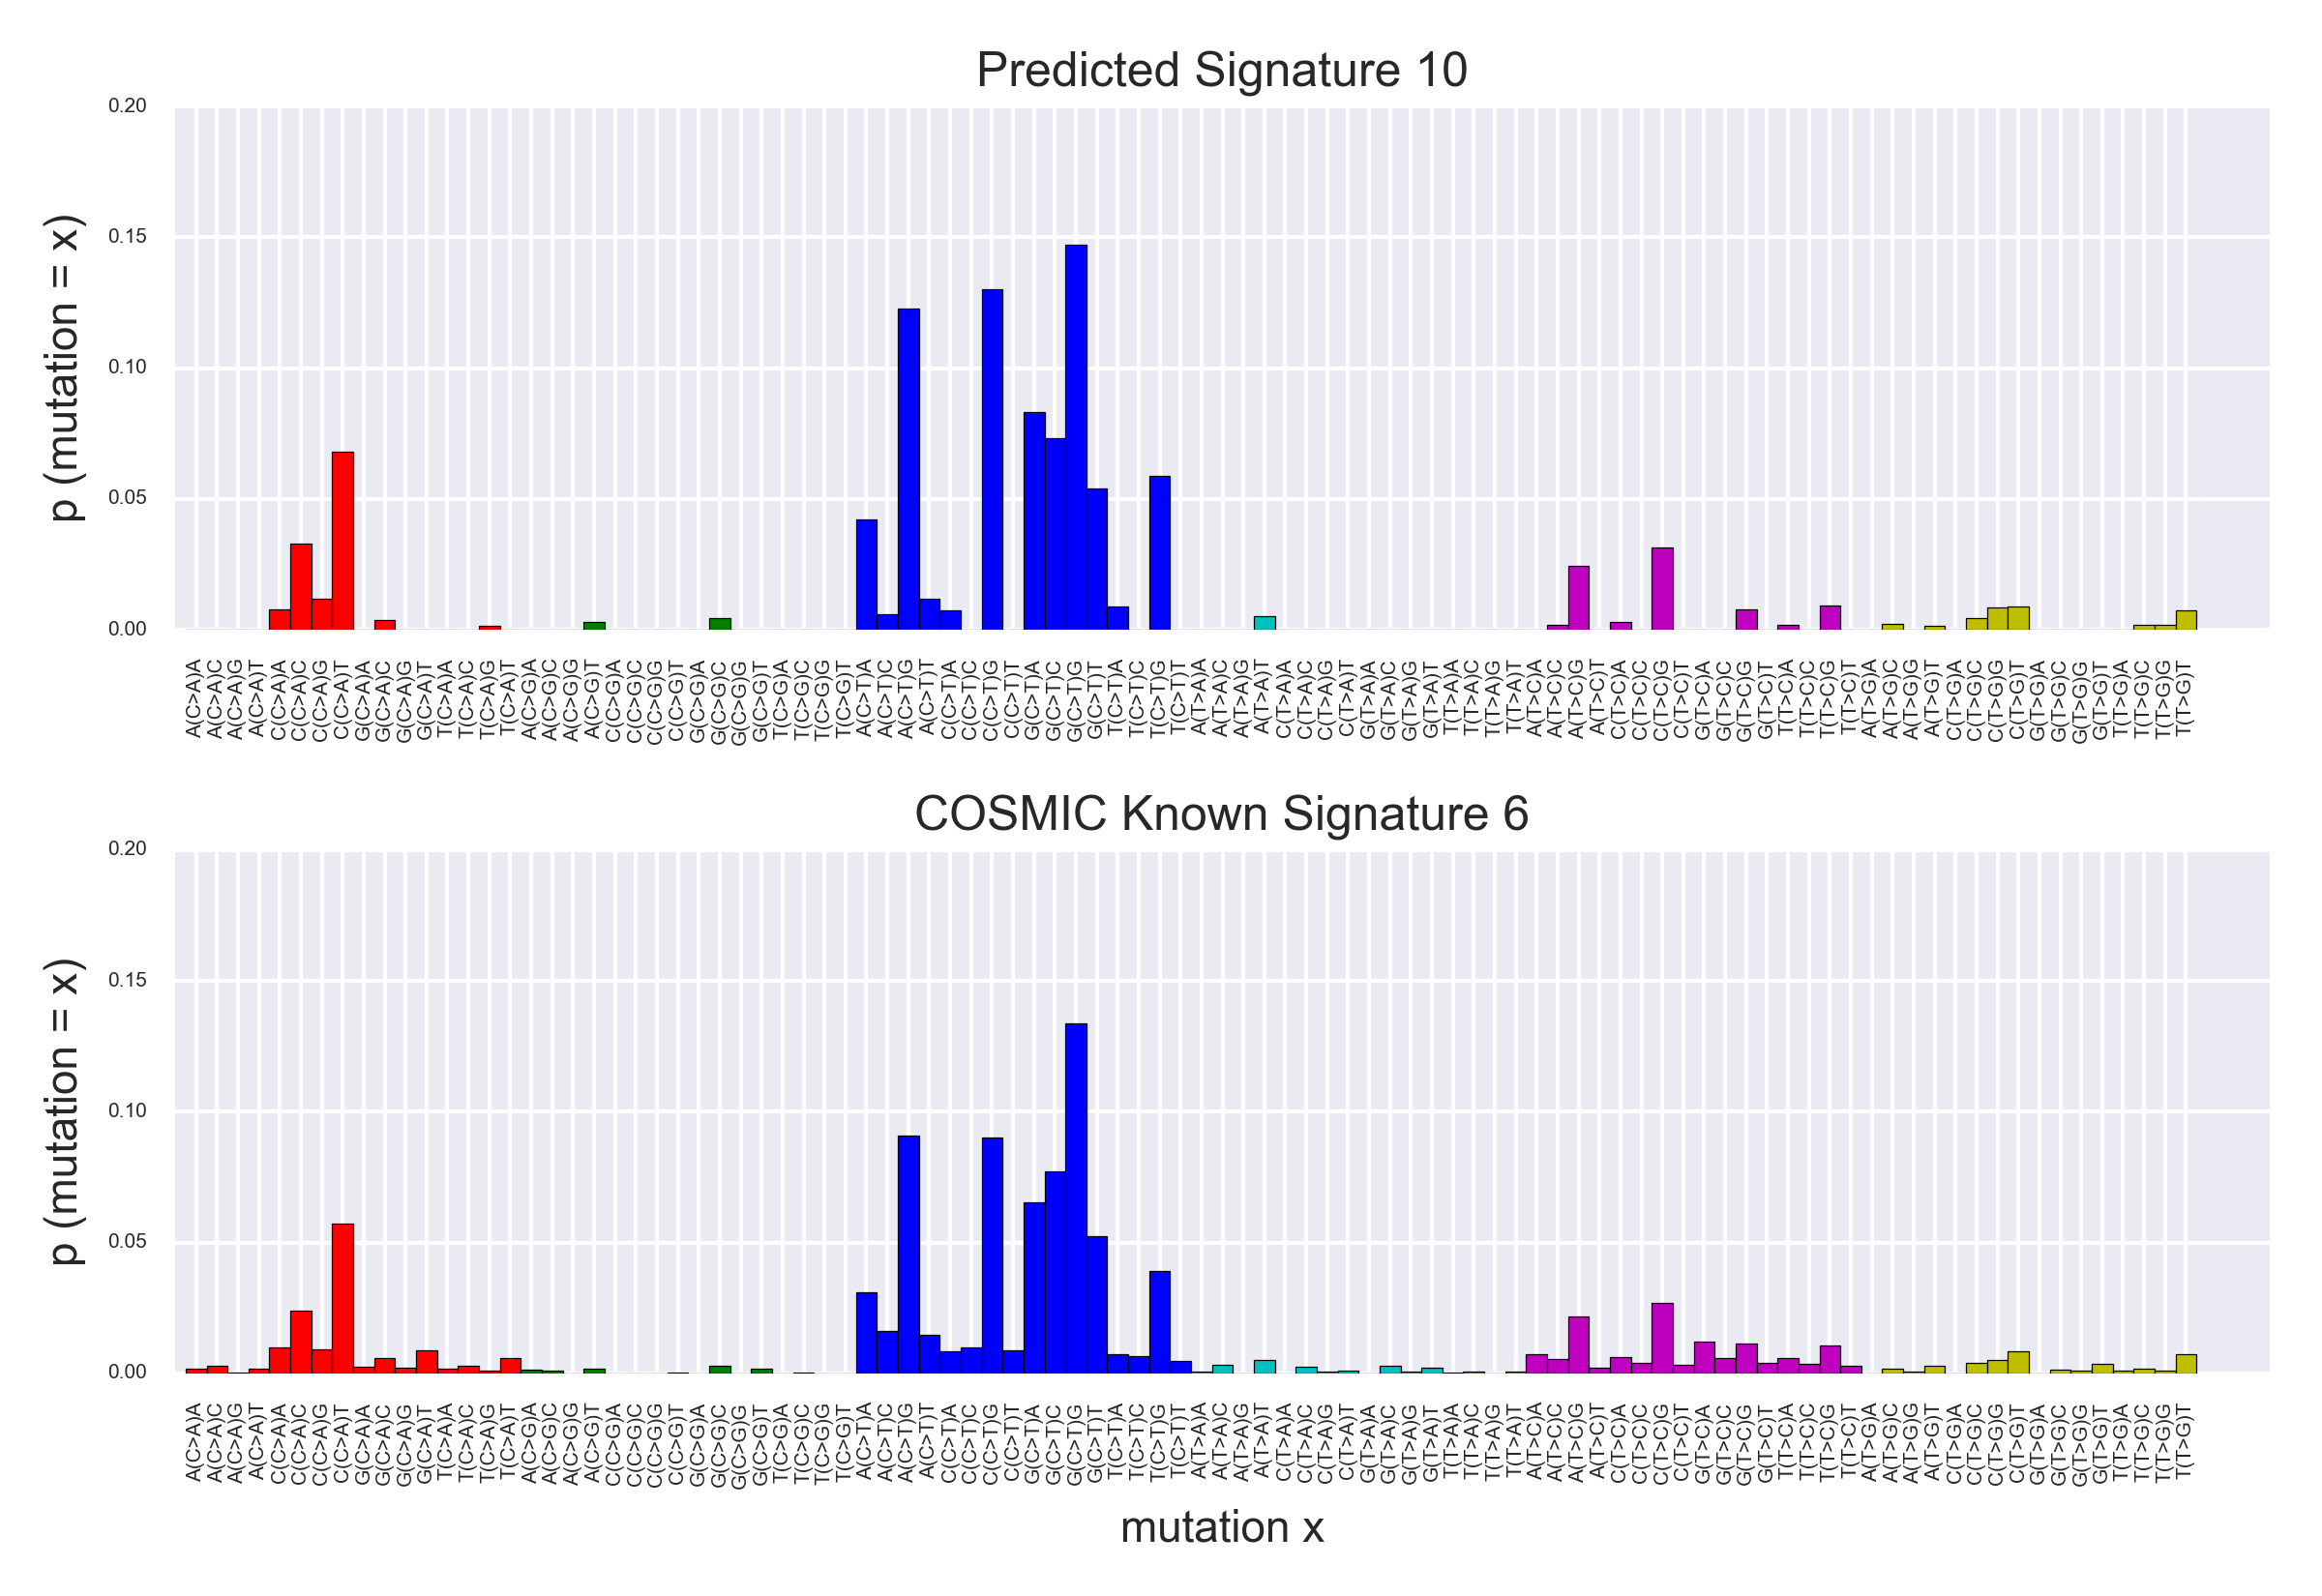 Predicted Signature 10
0.20
0.15
0.10
0.05
0.00
p (mutation = x)
A(C>A)A A(C>A)C A(C>A)G A(C>A)T C(C>A)A C(C>A)C C(C>A)G C(C>A)T G(C>A)A G(C>A)C G(C>A)G G(C>A)T T(C>A)A T(C>A)C T(C>A)G T(C>A)T A(C>G)A A(C>G)C A(C>G)G A(C>G)T C(C>G)A C(C>G)C C(C>G)G C(C>G)T G(C>G)A G(C>G)C G(C>G)G G(C>G)T T(C>G)A T(C>G)C T(C>G)G T(C>G)T A(C>T)A A(C>T)C A(C>T)G A(C>T)T C(C>T)A C(C>T)C C(C>T)G C(C>T)T G(C>T)A G(C>T)C G(C>T)G G(C>T)T T(C>T)A T(C>T)C T(C>T)G T(C>T)T A(T>A)A A(T>A)C A(T>A)G A(T>A)T C(T>A)A C(T>A)C C(T>A)G C(T>A)T G(T>A)A G(T>A)C G(T>A)G G(T>A)T T(T>A)A T(T>A)C T(T>A)G T(T>A)T A(T>C)A A(T>C)C A(T>C)G A(T>C)T C(T>C)A C(T>C)C C(T>C)G C(T>C)T G(T>C)A G(T>C)C G(T>C)G G(T>C)T T(T>C)A T(T>C)C T(T>C)G T(T>C)T A(T>G)A A(T>G)C A(T>G)G A(T>G)T C(T>G)A C(T>G)C C(T>G)G C(T>G)T G(T>G)A G(T>G)C G(T>G)G G(T>G)T T(T>G)A T(T>G)C T(T>G)G T(T>G)T
COSMIC Known Signature 6
0.20
0.15
0.10
0.05
0.00
p (mutation = x)
A(C>A)A A(C>A)C A(C>A)G A(C>A)T C(C>A)A C(C>A)C C(C>A)G C(C>A)T G(C>A)A G(C>A)C G(C>A)G G(C>A)T T(C>A)A T(C>A)C T(C>A)G T(C>A)T A(C>G)A A(C>G)C A(C>G)G A(C>G)T C(C>G)A C(C>G)C C(C>G)G C(C>G)T G(C>G)A G(C>G)C G(C>G)G G(C>G)T T(C>G)A T(C>G)C T(C>G)G T(C>G)T A(C>T)A A(C>T)C A(C>T)G A(C>T)T C(C>T)A C(C>T)C C(C>T)G C(C>T)T G(C>T)A G(C>T)C G(C>T)G G(C>T)T T(C>T)A T(C>T)C T(C>T)G T(C>T)T A(T>A)A A(T>A)C A(T>A)G A(T>A)T C(T>A)A C(T>A)C C(T>A)G C(T>A)T G(T>A)A G(T>A)C G(T>A)G G(T>A)T T(T>A)A T(T>A)C T(T>A)G T(T>A)T A(T>C)A A(T>C)C A(T>C)G A(T>C)T C(T>C)A C(T>C)C C(T>C)G C(T>C)T G(T>C)A G(T>C)C G(T>C)G G(T>C)T T(T>C)A T(T>C)C T(T>C)G T(T>C)T A(T>G)A A(T>G)C A(T>G)G A(T>G)T C(T>G)A C(T>G)C C(T>G)G C(T>G)T G(T>G)A G(T>G)C G(T>G)G G(T>G)T T(T>G)A T(T>G)C T(T>G)G T(T>G)T
mutation x